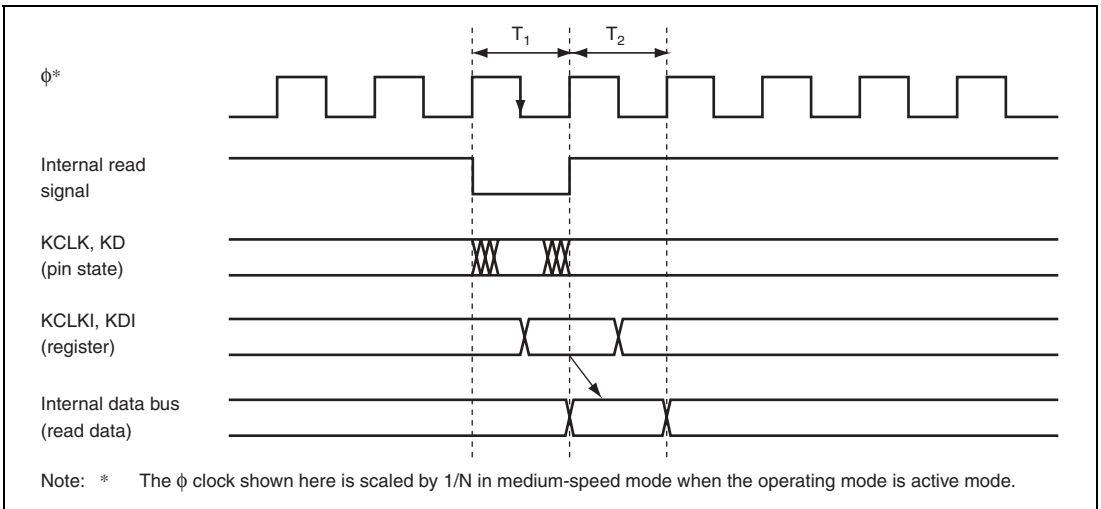 T1 T2
ϕ*
Internal read
signal
KCLK, KD
(pin state)
KCLKI, KDI
(register)
Internal data bus
(read data)
Note: * The ϕ clock shown here is scaled by 1/N in medium-speed mode when the operating mode is active mode.